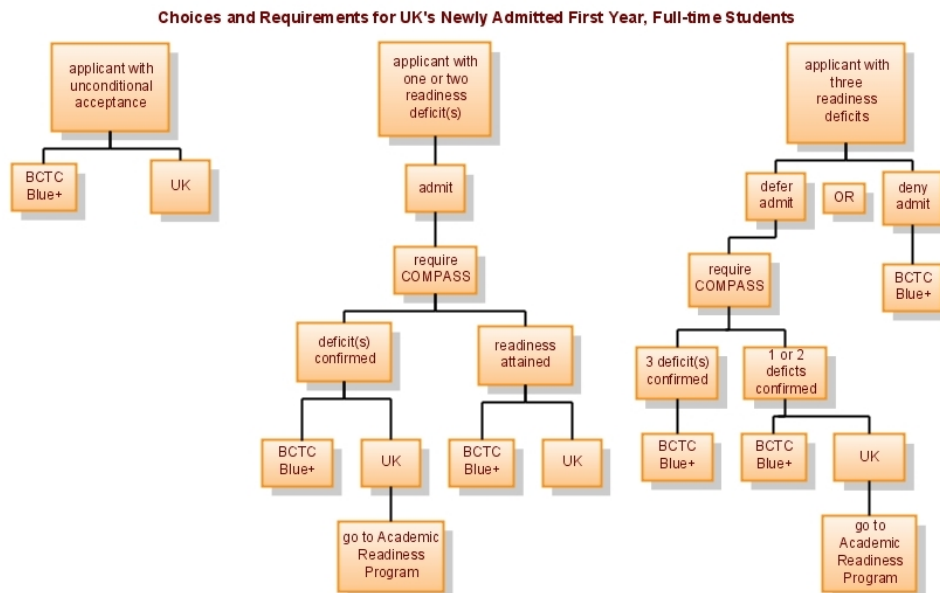 Choices and Requirements for UK's Newly Admitted First Year, Full-time Students
applicant with
unconditional
acceptance
BCTC
Blue+
UK
applicant with
one or two
readiness
deficit(s)
admit
require
COMPASS
deficit(s)
confirmed
readiness
attained
BCTC
Blue+
UK
BCTC
Blue+
UK
go to Academic
Readiness
Program
applicant with
three
readiness
deficits
defer
admit
OR
deny
admit
require
COMPASS
BCTC
Blue+
3 deficit(s)
confirmed
1 or 2
deficts
confirmed
BCTC
Blue+
BCTC
Blue+
UK
go to
Academic
Readiness
Program